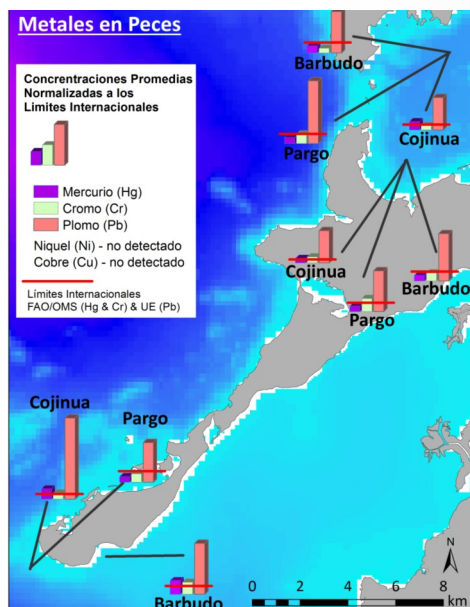 Metales en Peces
Concentraciones Promedias
Normalizadas a los
Limites Internacionales
Mercurio (Hg)
Cromo (Cr)
Plomo (Pb)
Niquel (Ni) - no detectado
Cobre (Cu) - no detectado
Límites Internacionales
FAO/OMS (Hg & Cr) & UE (Pb)
Barbudo
Pargo
Cojinua
Cojinua
Pargo
Barbudo
Cojinua
Pargo
Barbudo
N
0 2 4 6 8
km